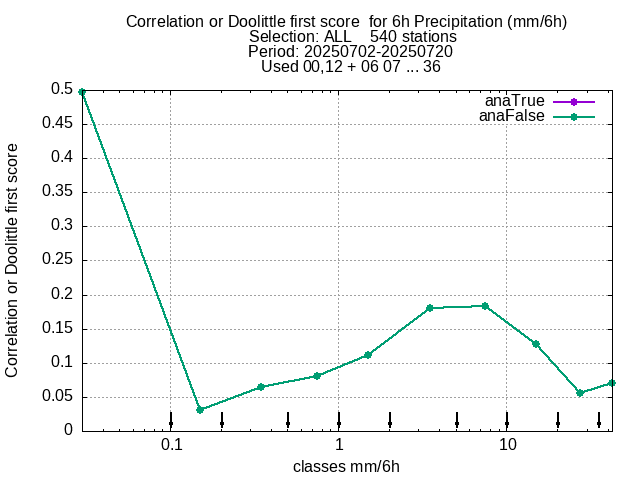 Correlation or Doolittle first score  for 6h Precipitation (mm/6h)
Selection: ALL    540 stations
Period: 20250702-20250720
Used 00,12 + 06 07 ... 36
anaTrue
anaFalse
Correlation or Doolittle first score
0.5
0.45
0.4
0.35
0.3
0.25
0.2
0.15
0.1
0.05
0
0.1 1 10
classes mm/6h